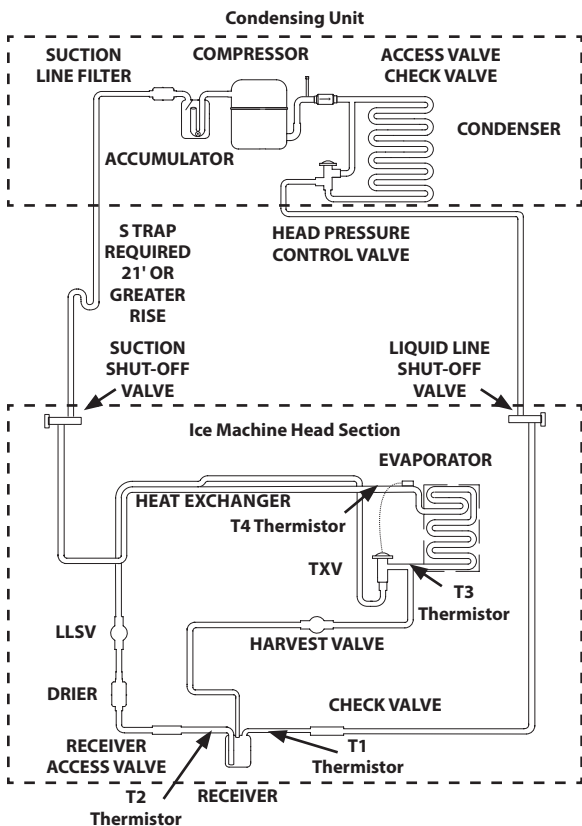 Condensing Unit
SUCTION
LINE FILTER
COMPRESSOR
ACCESS VALVE
CHECK VALVE
CONDENSER
ACCUMULATOR
S TRAP
REQUIRED
21' OR
GREATER
RISE
HEAD PRESSURE
CONTROL VALVE
SUCTION
SHUT-OFF
VALVE
LIQUID LINE
SHUT-OFF
VALVE
Ice Machine Head Section
EVAPORATOR
HEAT EXCHANGER
T4 Thermistor
TXV
T3
Thermistor
LLSV
HARVEST VALVE
DRIER
CHECK VALVE
RECEIVER
ACCESS VALVE
T1
Thermistor
T2
Thermistor
RECEIVER